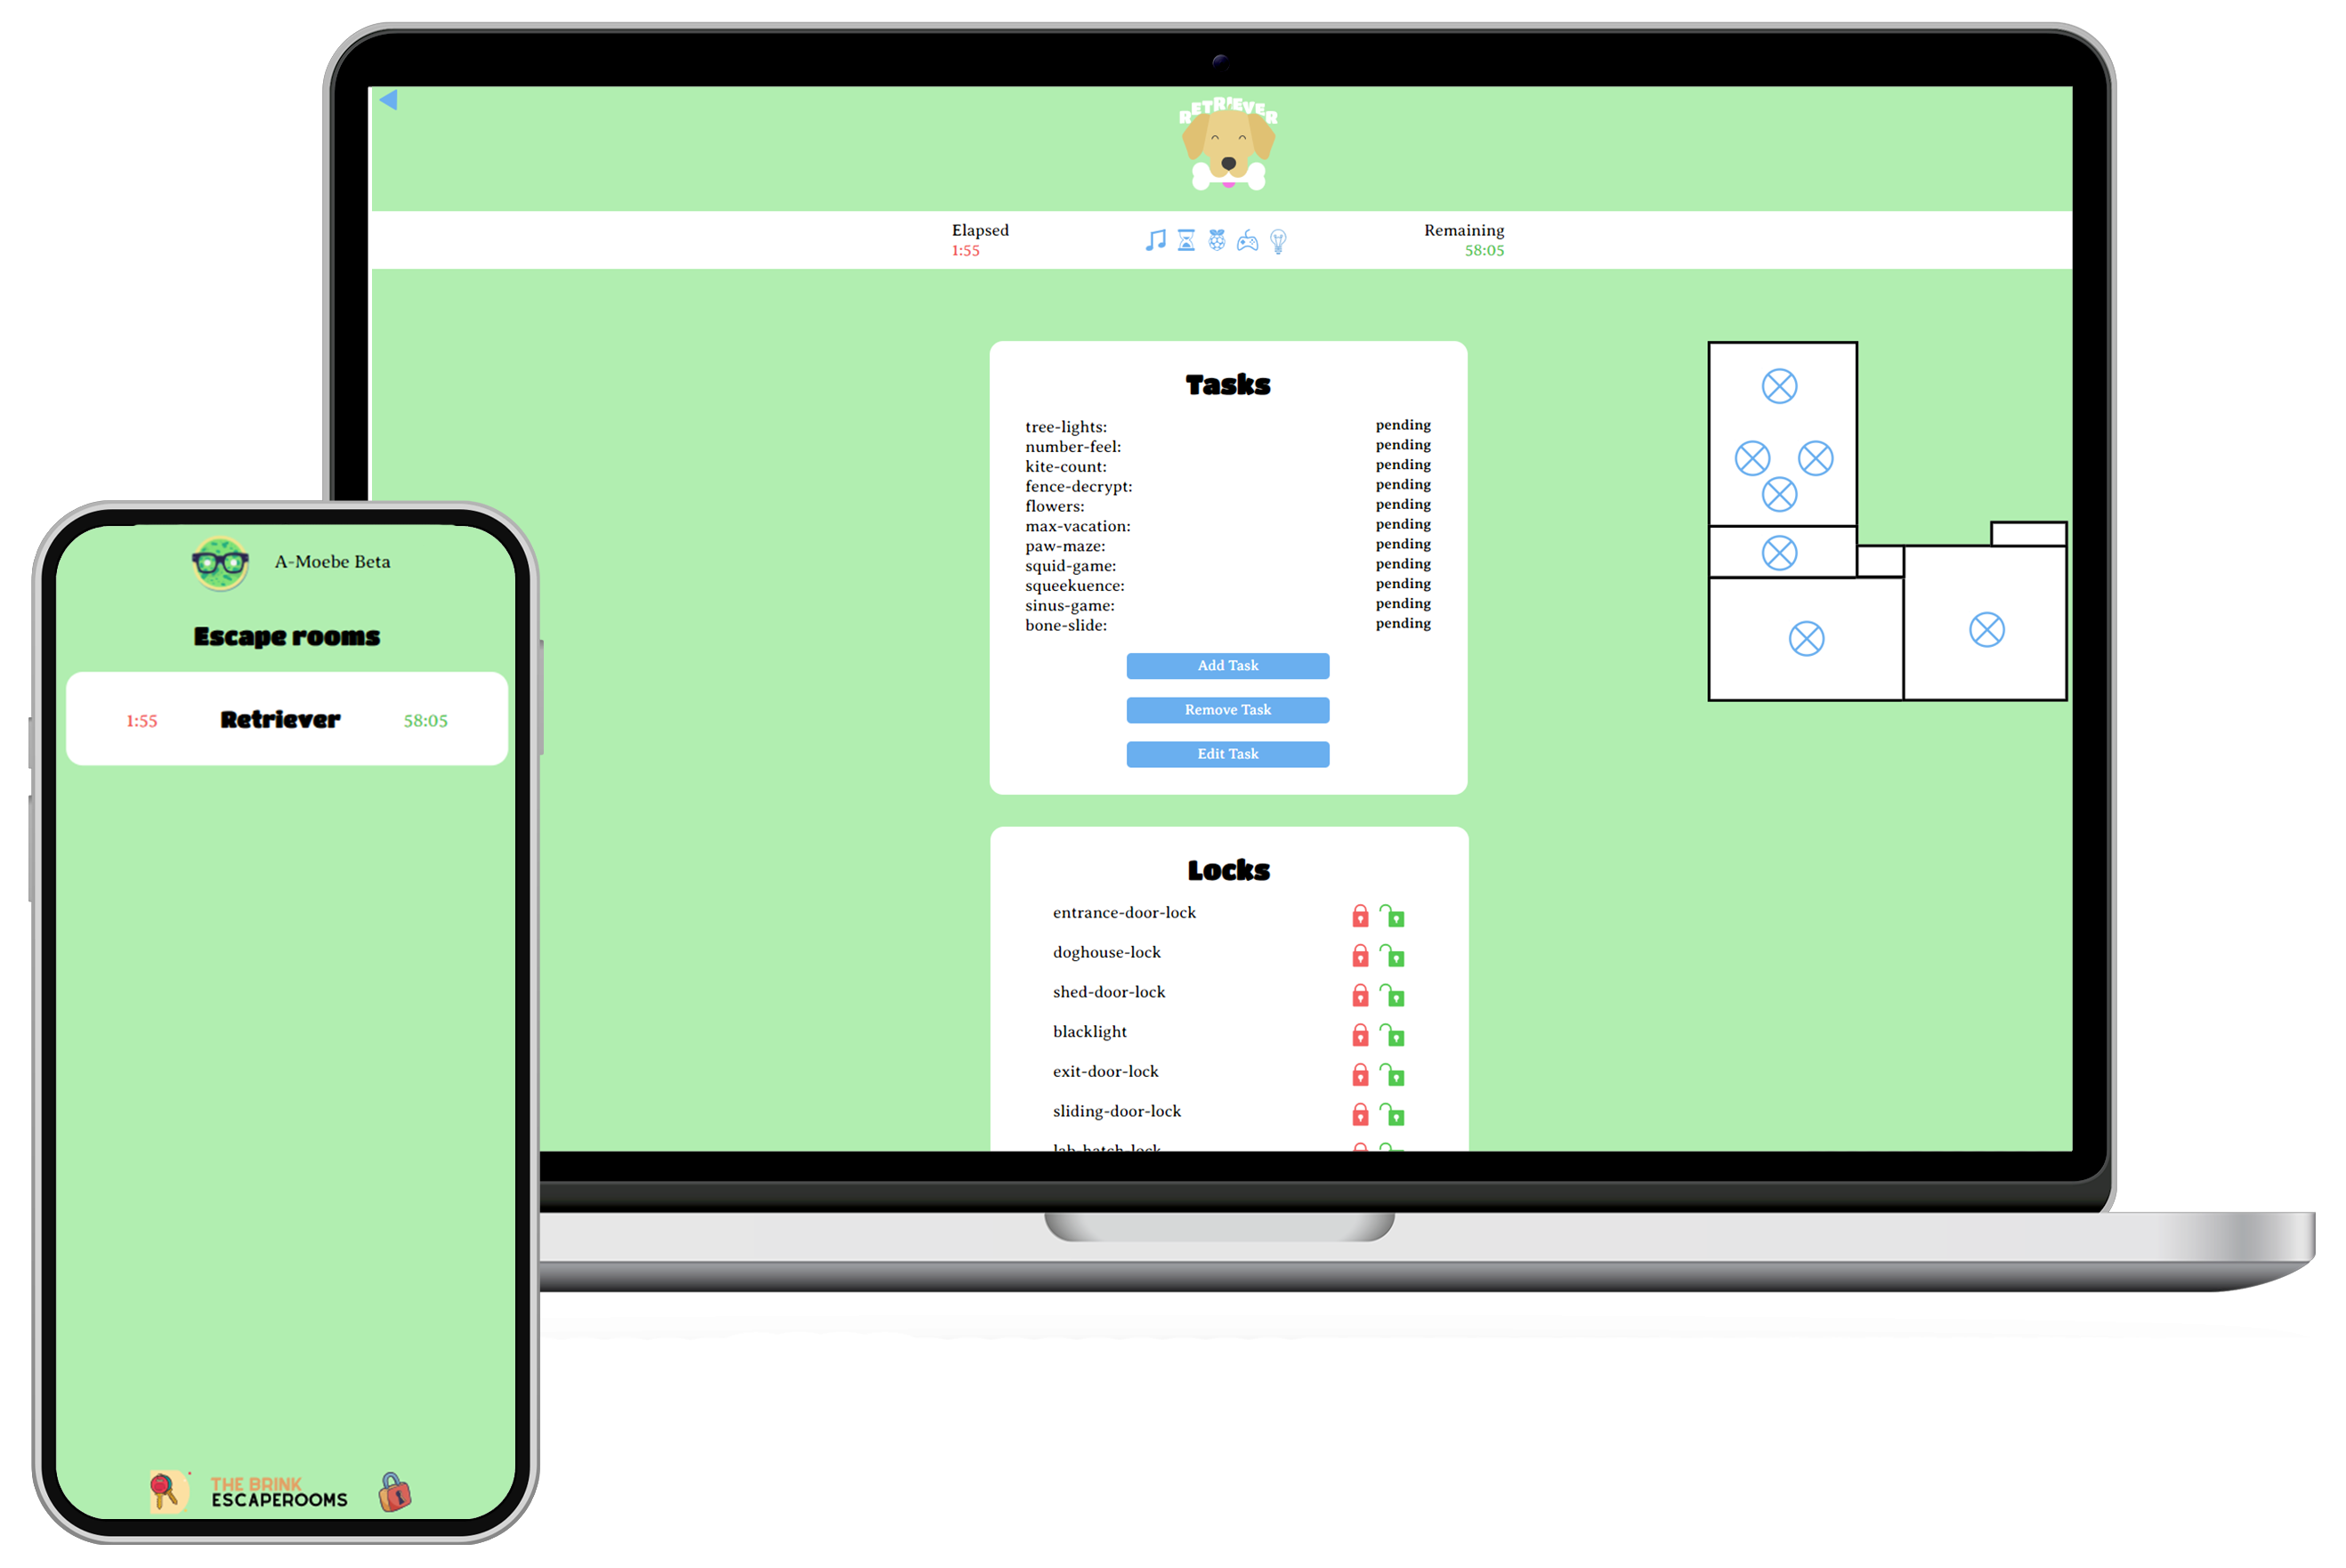 RETRIEVER
Elapsed
Remaining
1:55
58:05
Tasks
tree-lights: pending
number-feel: pending
kite-count: pending
fence-decrypt: pending
flowers: pending
max-vacation: pending
paw-maze: pending
squid-game: pending
squeekuence: pending
sinus-game: pending
bone-slide: pending
Add Task
Remove Task
Edit Task
Locks
entrance-door-lock
doghouse-lock
shed-door-lock
blacklight
exit-door-lock
sliding-door-lock
lab-hatch-lock
A-Moebe Beta
Escape rooms
1:55 Retriever 58:05
THE BRINK
ESCAPEROOMS